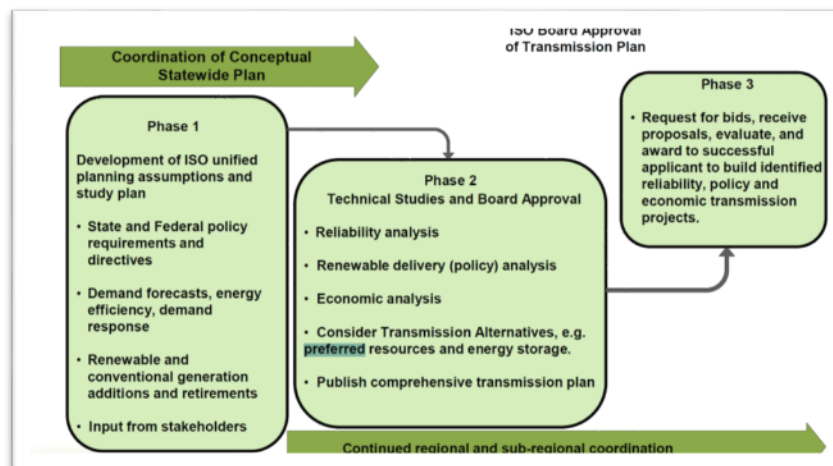 ISO Board Approval
of Transmission Plan
Coordination of Conceptual
Statewide Plan
Phase 1
Development of ISO unified
planning assumptions and
study plan
• State and Federal policy
requirements and
directives
• Demand forecasts, energy
efficiency, demand
response
• Renewable and
conventional generation
additions and retirements
• Input from stakeholders
Phase 2
Technical Studies and Board Approval
• Reliability analysis
• Renewable delivery (policy) analysis
• Economic analysis
• Consider Transmission Alternatives, e.g.
preferred resources and energy storage.
• Publish comprehensive transmission plan
Phase 3
• Request for bids, receive
proposals, evaluate, and
award to successful
applicant to build identified
reliability, policy and
economic transmission
projects.
Continued regional and sub-regional coordination